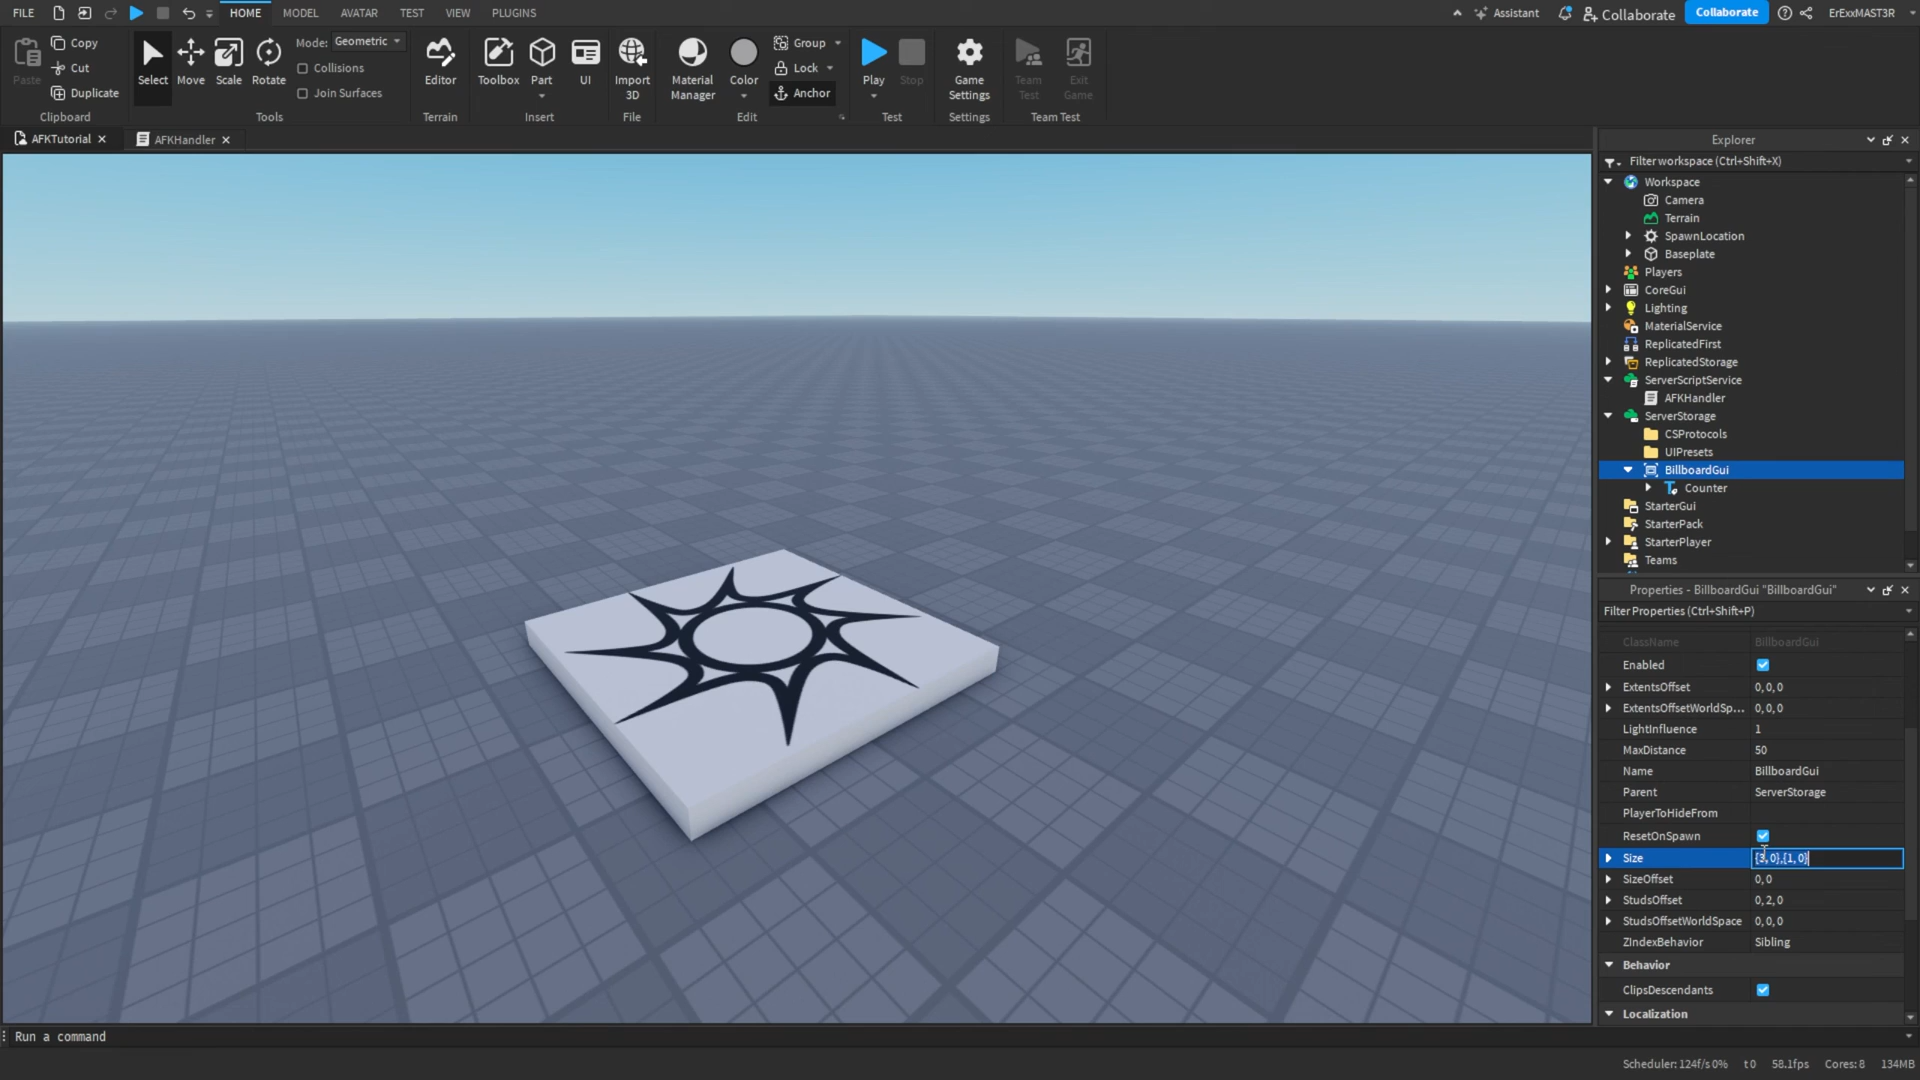 FILE HOME MODEL AVATAR TEST VIEW PLUGINS Assistant Collaborate Collaborate ErExxMAST3R
Paste Copy Cut Duplicate Clipboard
Select Move Scale Rotate Mode: Geometric Collisions Join Surfaces Tools
Editor Terrain
Toolbox Part UI Insert
Import 3D File
Material Manager Color Group Lock Anchor Edit
Play Stop Test
Game Settings Settings
Team Test Exit Game Team Test
AFKTutorial AFKHandler
Explorer
Filter workspace (Ctrl+Shift+X)
Workspace
Camera
Terrain
SpawnLocation
Baseplate
Players
CoreGui
Lighting
MaterialService
ReplicatedFirst
ReplicatedStorage
ServerScriptService
AFKHandler
ServerStorage
CSProtocols
UIPresets
BillboardGui
Counter
StarterGui
StarterPack
StarterPlayer
Teams
Properties - BillboardGui "BillboardGui"
Filter Properties (Ctrl+Shift+P)
ClassName BillboardGui
Enabled
ExtentsOffset 0, 0, 0
ExtentsOffsetWorldSp... 0, 0, 0
LightInfluence 1
MaxDistance 50
Name BillboardGui
Parent ServerStorage
PlayerToHideFrom
ResetOnSpawn
Size {3, 0},{1, 0}
SizeOffset 0, 0
StudsOffset 0, 2, 0
StudsOffsetWorldSpace 0, 0, 0
ZIndexBehavior Sibling
Behavior
ClipsDescendants
Localization
Run a command
Scheduler: 124f/s 0% t 0 58.1fps Cores: 8 134MB